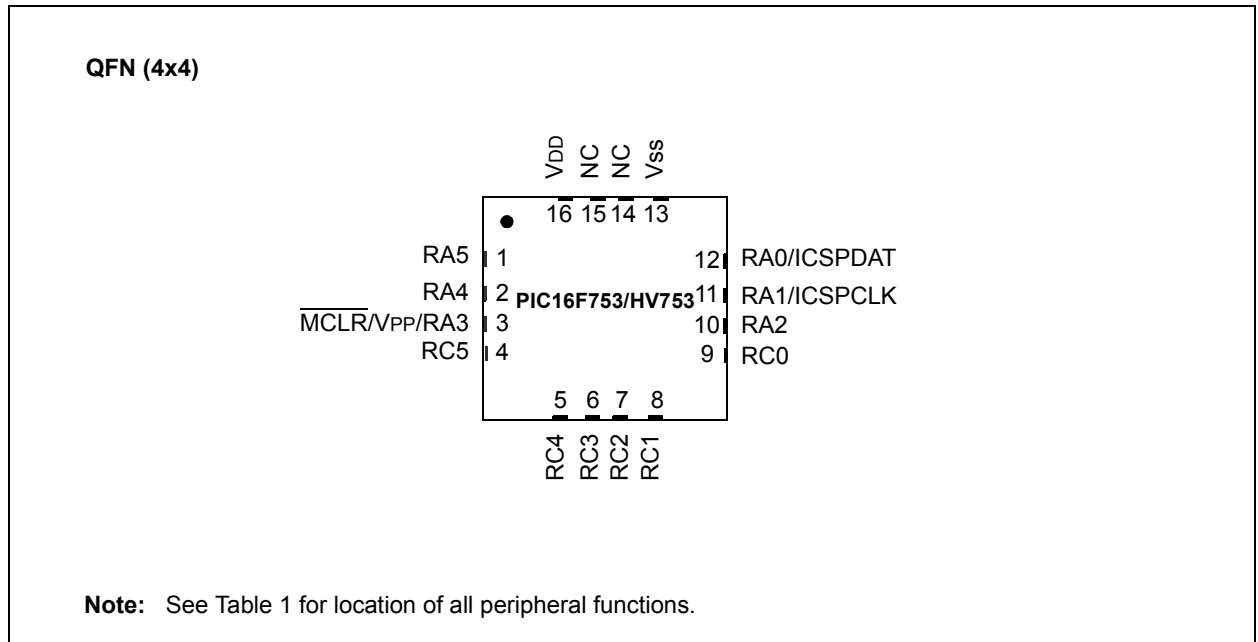 QFN (4x4)
VDD
NC
NC
Vss
16 15 14 13
RA5 1
RA4 2
MCLR/VPP/RA3 3
RC5 4
PIC16F753/HV753
12 RA0/ICSPDAT
11 RA1/ICSPCLK
10 RA2
9 RC0
5 6 7 8
RC4
RC3
RC2
RC1
Note: See Table 1 for location of all peripheral functions.